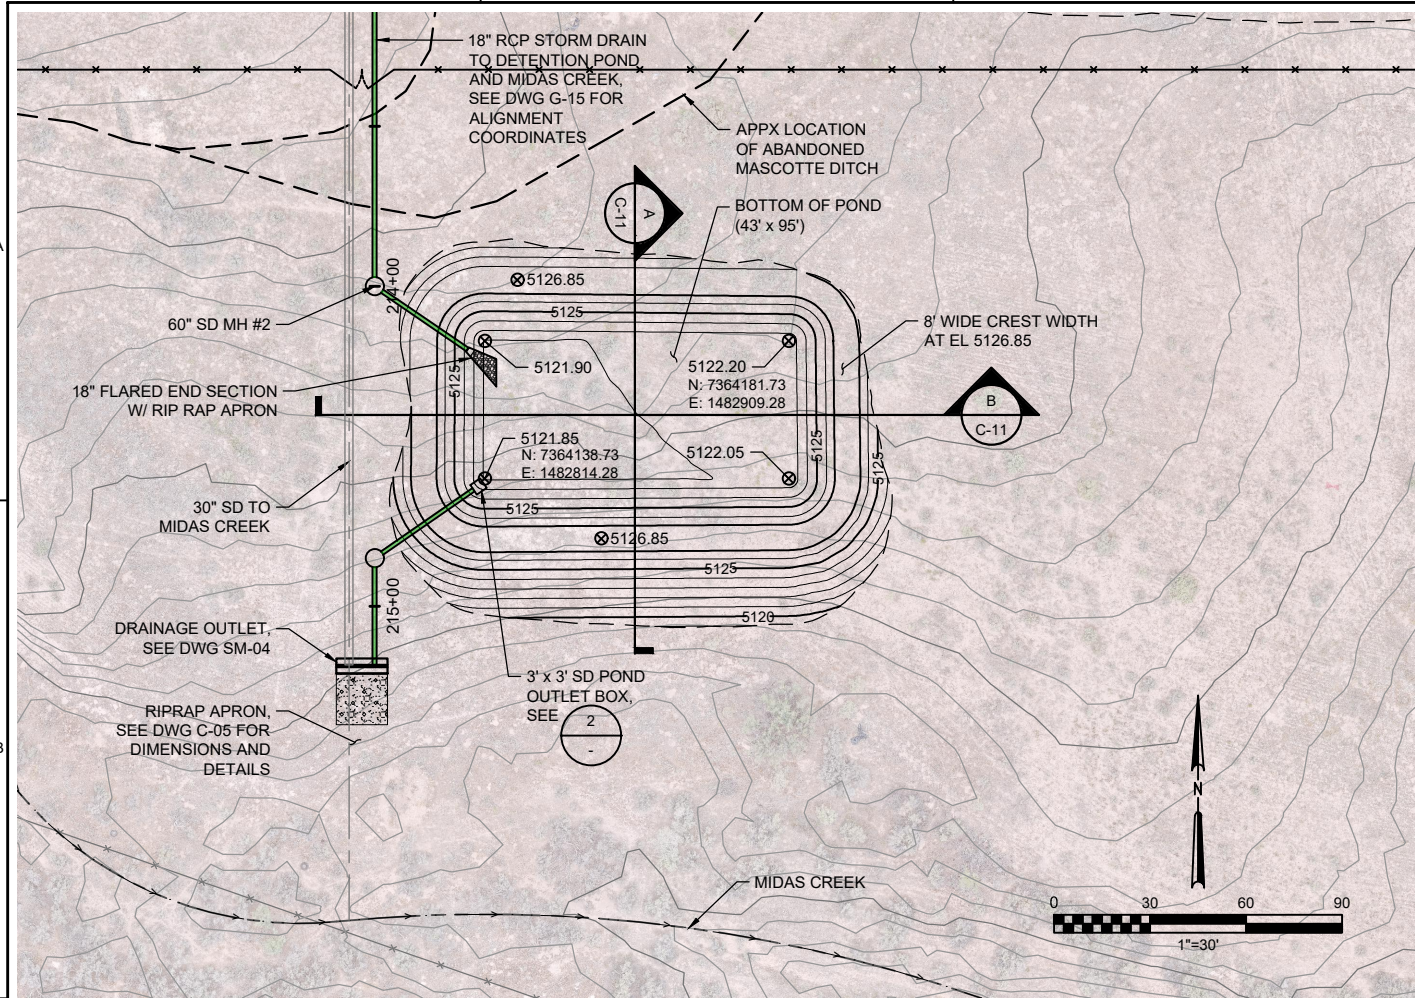 18" RCP STORM DRAIN
TO DETENTION POND
AND MIDAS CREEK,
SEE DWG G-15 FOR
ALIGNMENT
COORDINATES
APPX LOCATION
OF ABANDONED
MASCOTTE DITCH
A
C-11
BOTTOM OF POND
(43' x 95')
214+00
60" SD MH #2
5126.85
5125
8' WIDE CREST WIDTH
AT EL 5126.85
18" FLARED END SECTION
W/ RIP RAP APRON
5125
5121.90
5122.20
N: 7364181.73
E: 1482909.28
B
C-11
5121.85
N: 7364138.73
E: 1482814.28
5122.05
5125
5125
30" SD TO
MIDAS CREEK
5125
5126.85
5125
215+00
5120
DRAINAGE OUTLET,
SEE DWG SM-04
3' x 3' SD POND
OUTLET BOX,
SEE
2
-
RIPRAP APRON,
SEE DWG C-05 FOR
DIMENSIONS AND
DETAILS
N
MIDAS CREEK
0 30 60 90
1"=30'